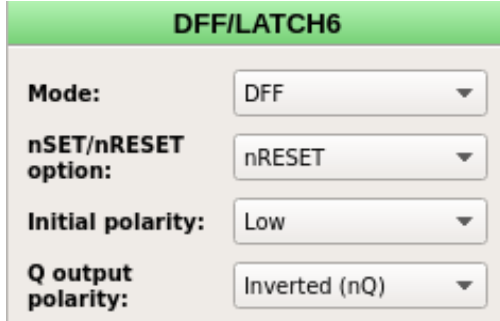 DFF/LATCH6
Mode: DFF
nSET/nRESET
option: nRESET
Initial polarity: Low
Q output
polarity: Inverted (nQ)